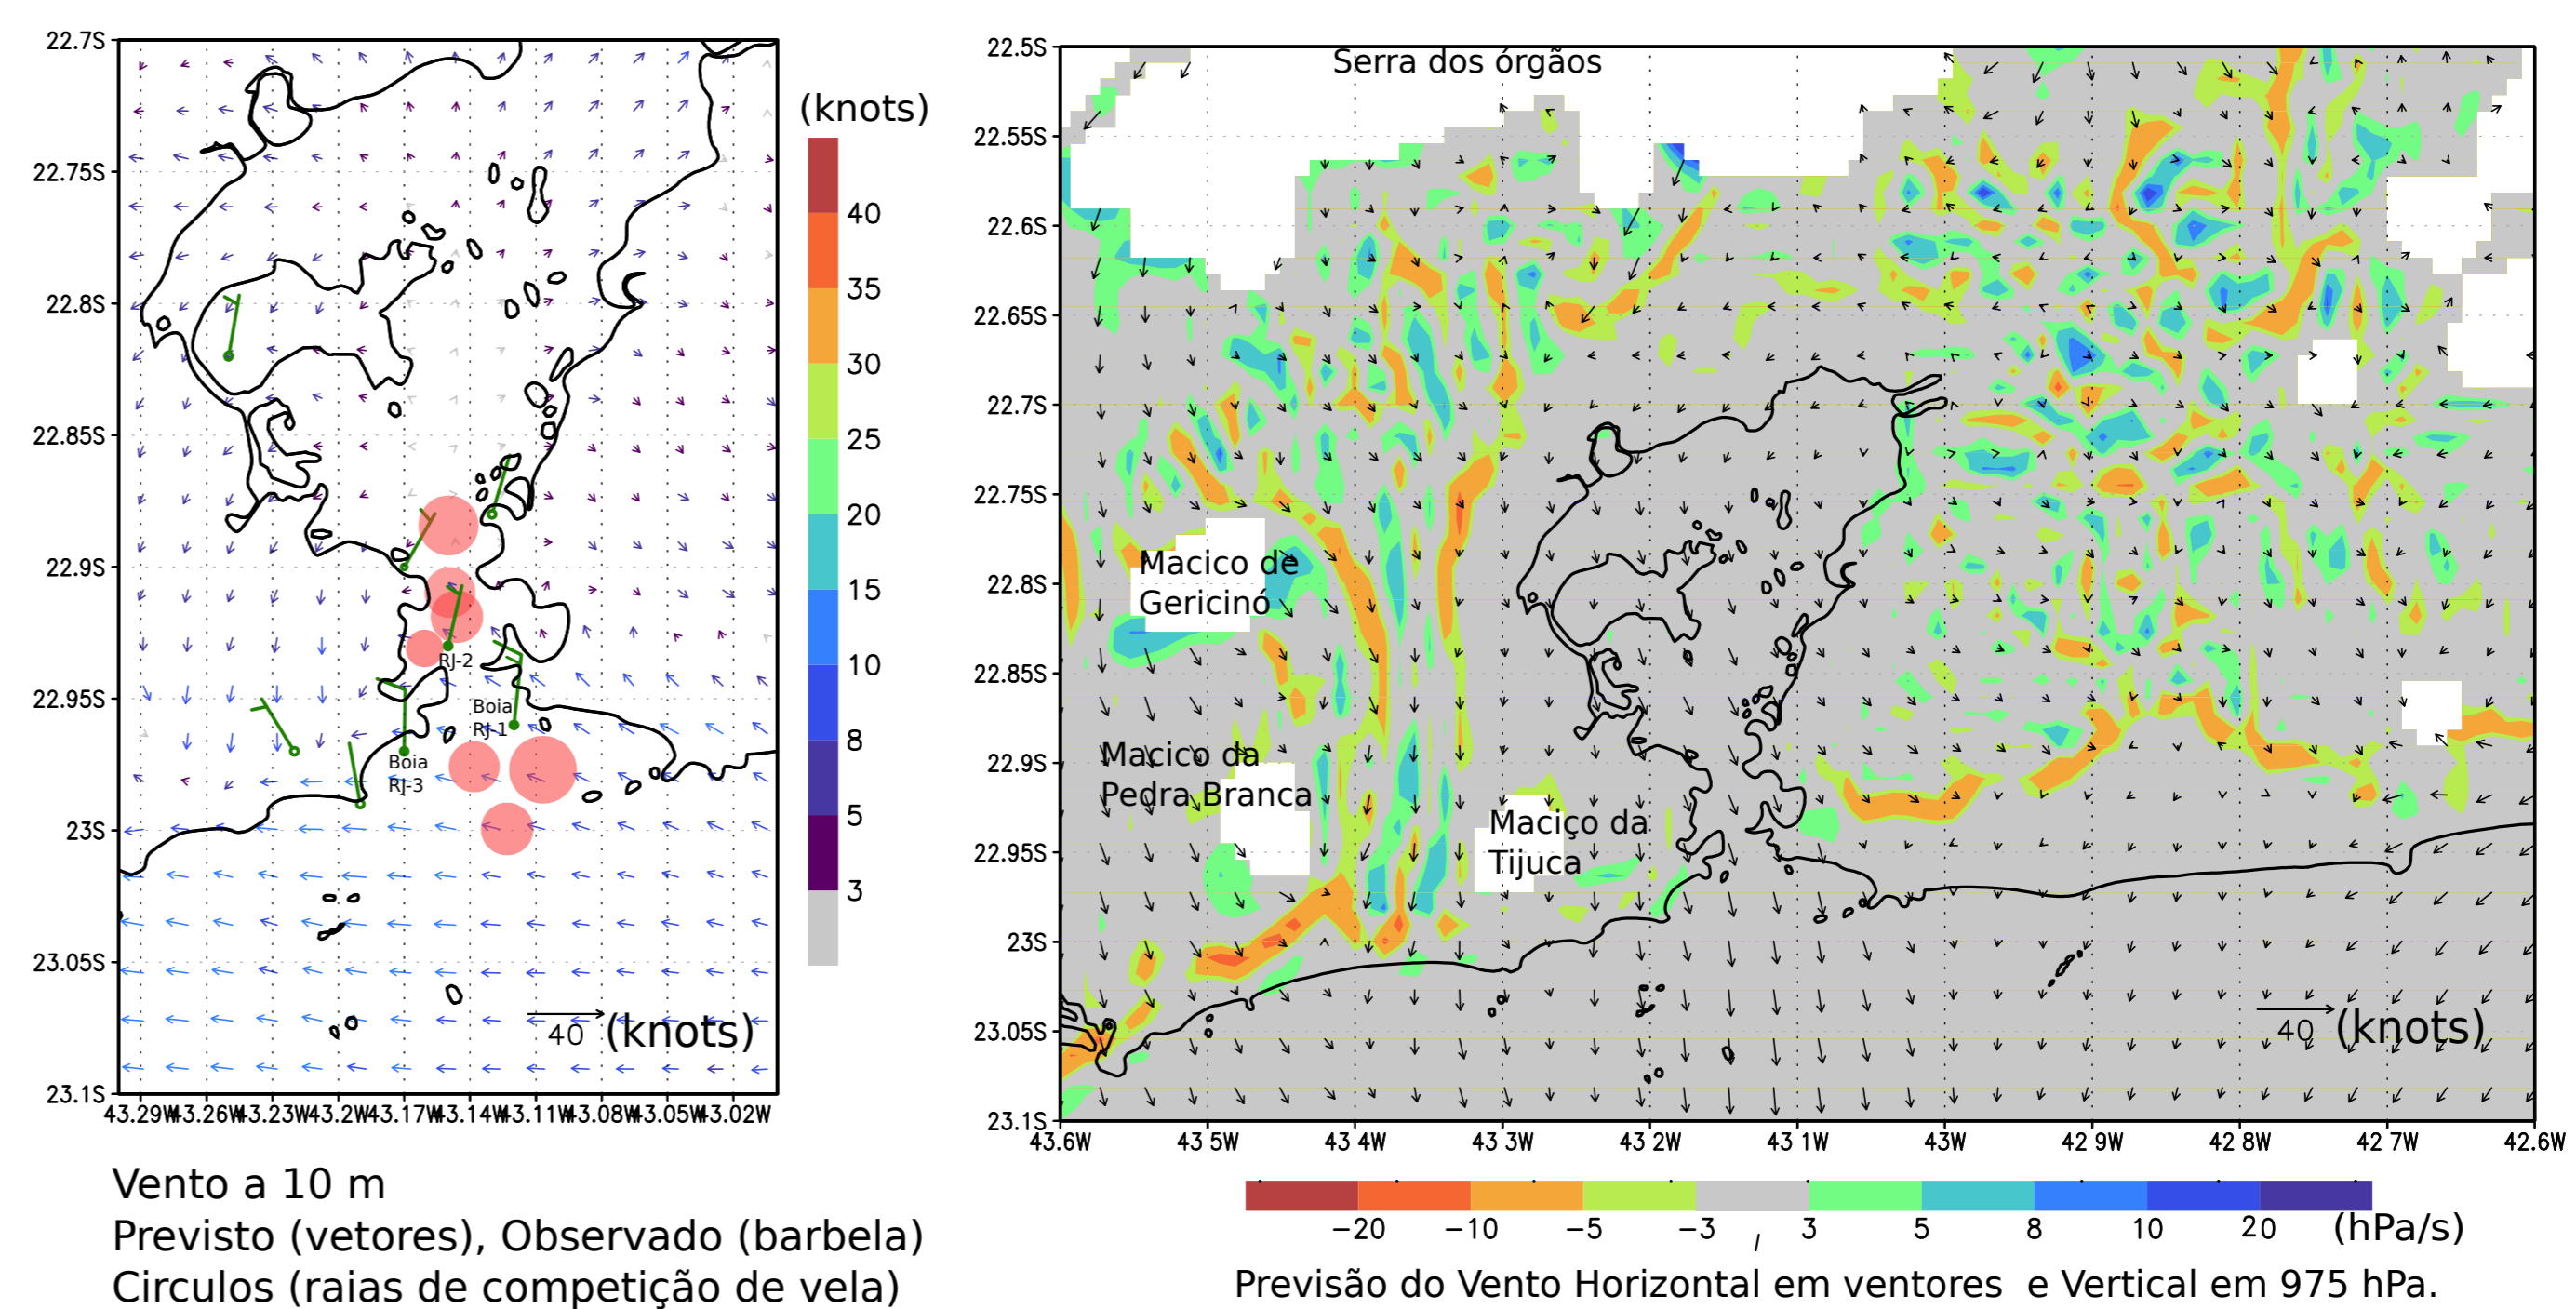 22.7S
22.75S
22.8S
22.85S
22.9S
22.95S
23S
23.05S
23.1S
43.29W 43.26W 43.23W 43.2W 43.17W 43.14W 43.11W 43.08W 43.05W 43.02W
RJ-2
Boia
RJ-1
Boia
RJ-3
40 (knots)
(knots)
40
35
30
25
20
15
10
8
5
3
Vento a 10 m
Previsto (vetores), Observado (barbela)
Circulos (raias de competição de vela)
22.5S
22.55S
22.6S
22.65S
22.7S
22.75S
22.8S
22.85S
22.9S
22.95S
23S
23.05S
23.1S
Serra dos órgãos
Macico de
Gericinó
Macico da
Pedra Branca
Maciço da
Tijuca
40 (knots)
43.6W 43 5W 43 4W 43 3W 43 2W 43 1W 43W 42 9W 42 8W 42 7W 42.6W
−20 −10 −5 −3 3 5 8 10 20 (hPa/s)
Previsão do Vento Horizontal em ventores e Vertical em 975 hPa.